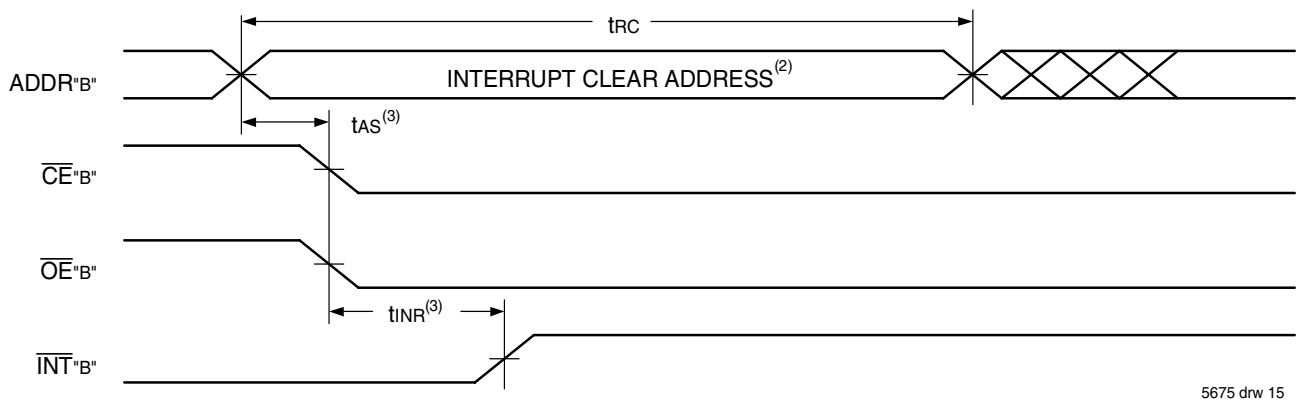 tRC
ADDR"B"
INTERRUPT CLEAR ADDRESS(2)
tAS(3)
CE"B"
OE"B"
tINR(3)
INT"B"
5675 drw 15